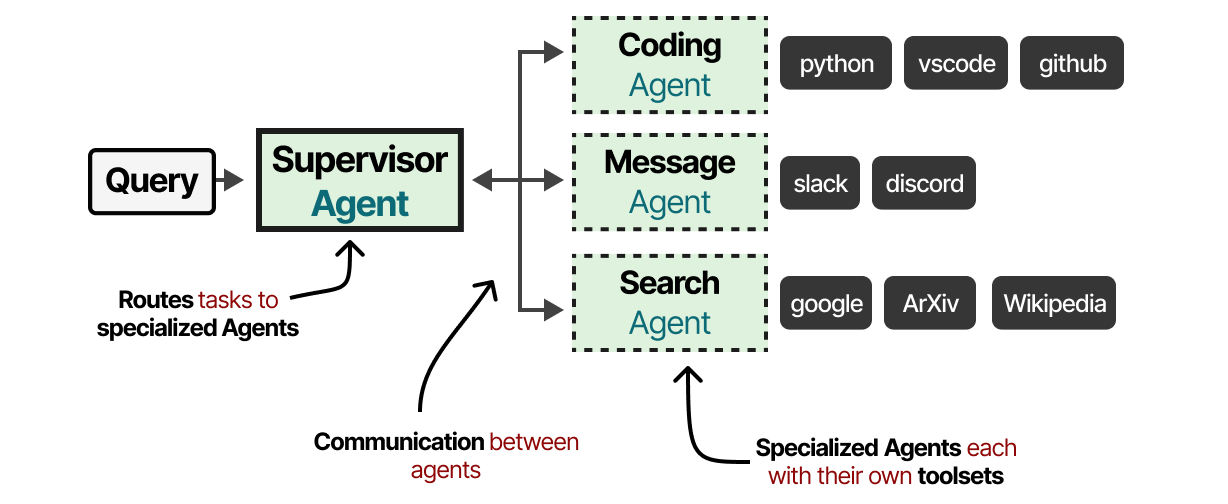 Coding
Agent
python
vscode
github
Query
Supervisor
Agent
Message
Agent
slack
discord
Search
Agent
google
ArXiv
Wikipedia
Routes tasks to
specialized Agents
Communication between
agents
Specialized Agents each
with their own toolsets